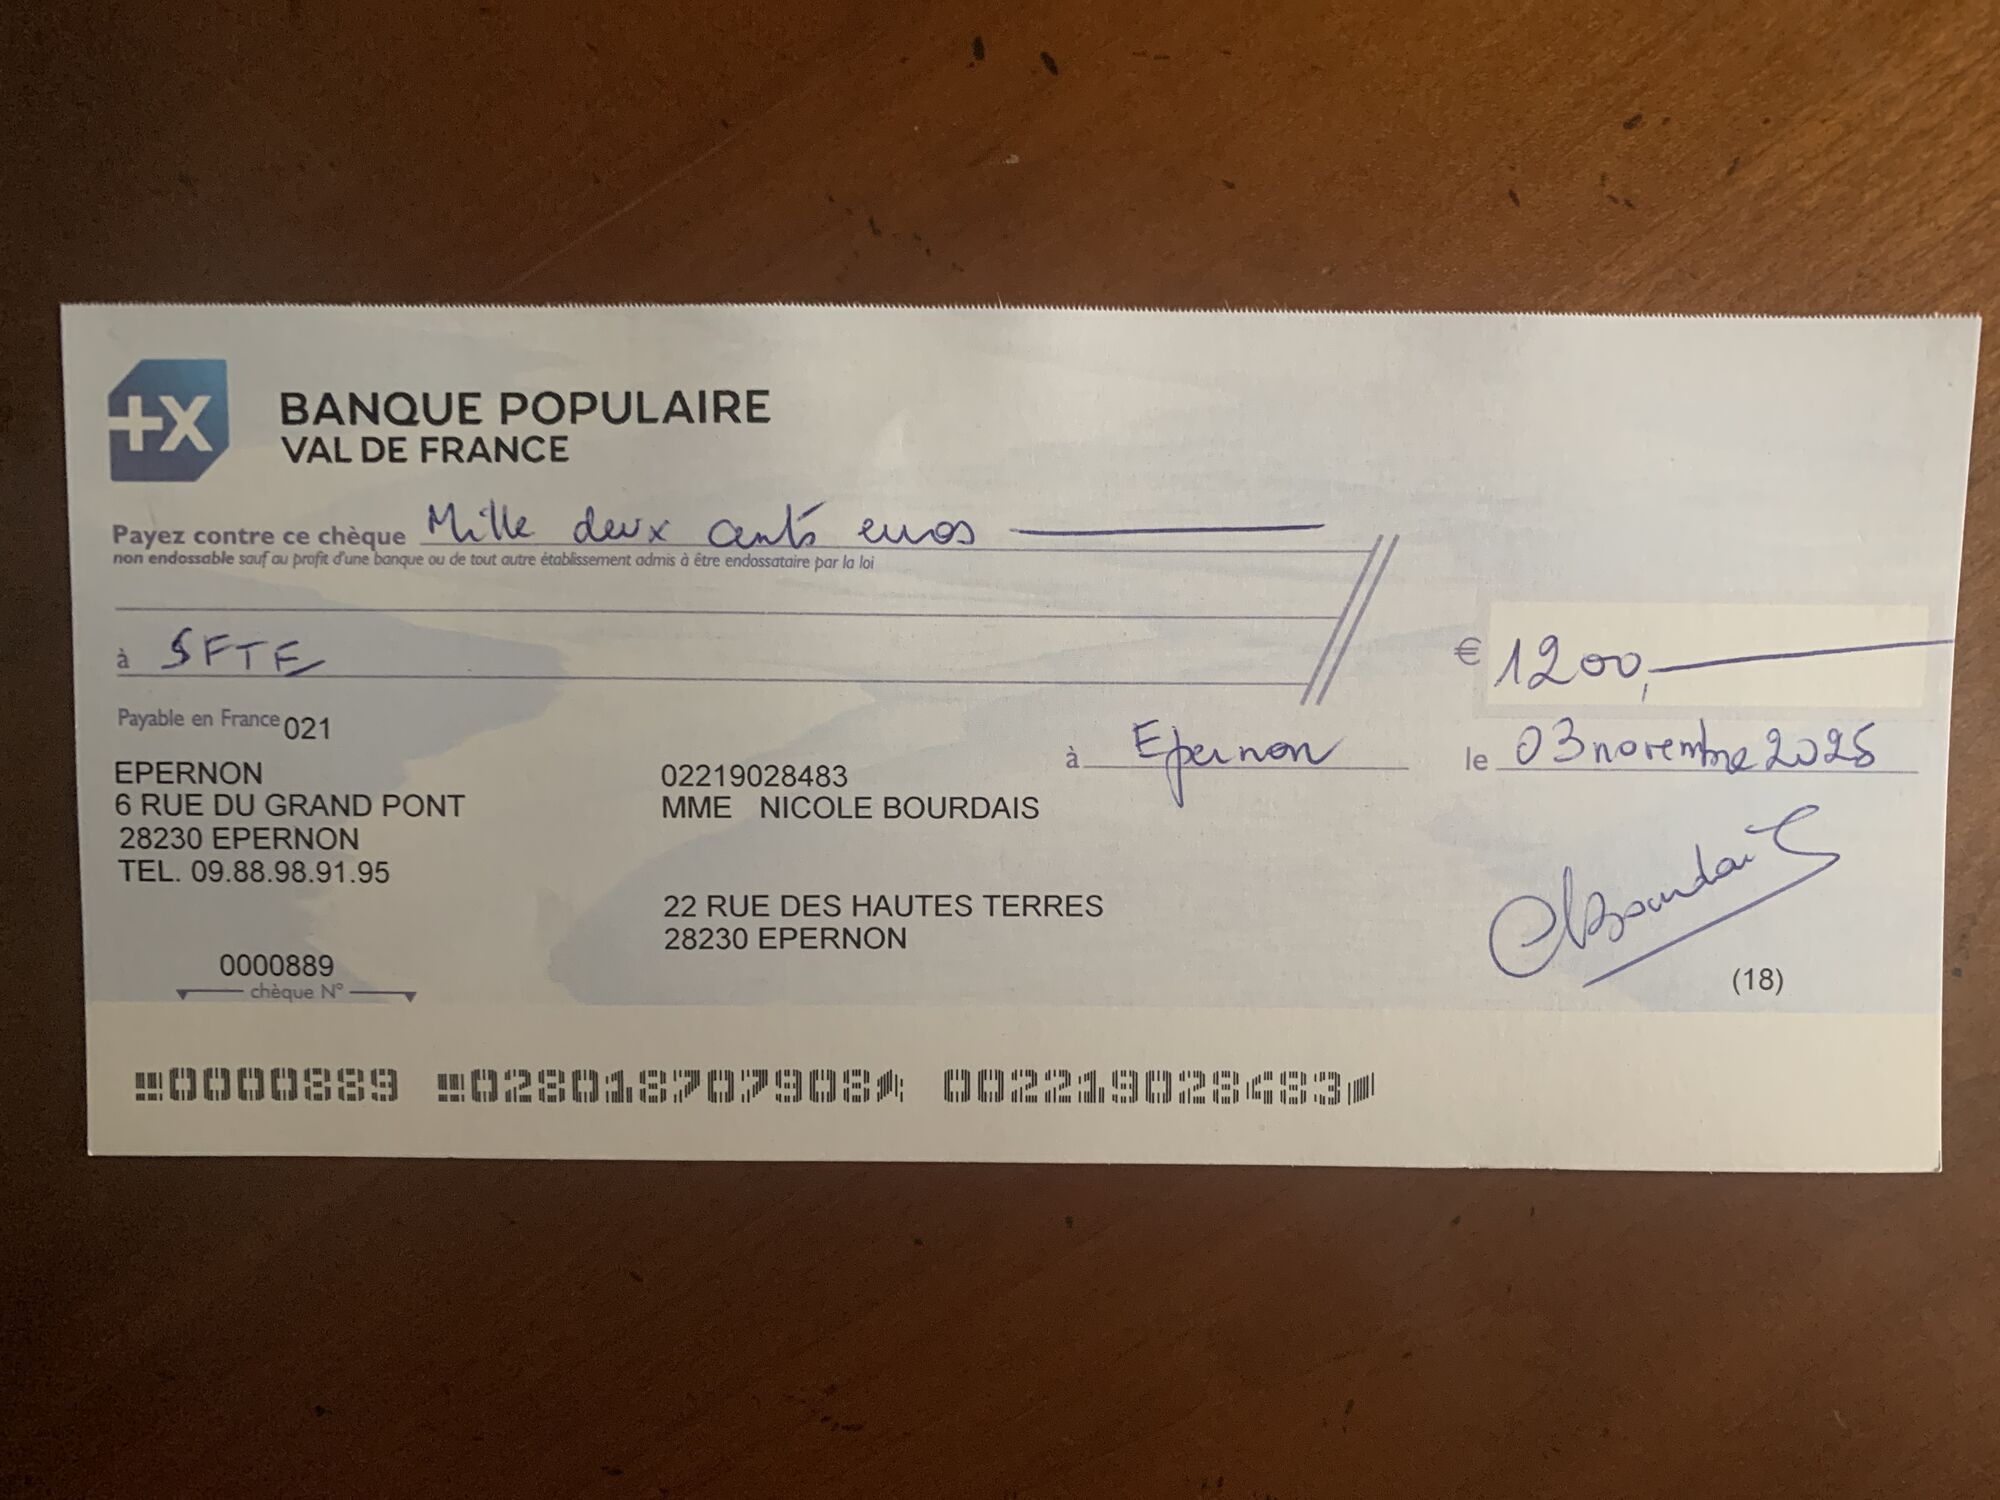 +X
BANQUE POPULAIRE
VAL DE FRANCE
Payez contre ce chèque Mille deux cents euros
non endossable sauf au profit d'une banque ou de tout autre établissement admis à être endossataire par la loi
à SFTE
€ 1200,
Payable en France 021
à Epernon le 03 novembre 2025
EPERNON
6 RUE DU GRAND PONT
28230 EPERNON
TEL. 09.88.98.91.95
02219028483
MME NICOLE BOURDAIS
22 RUE DES HAUTES TERRES
28230 EPERNON
Bourdais
(18)
0000889
chèque N°
0000889 028018707908 002219028483